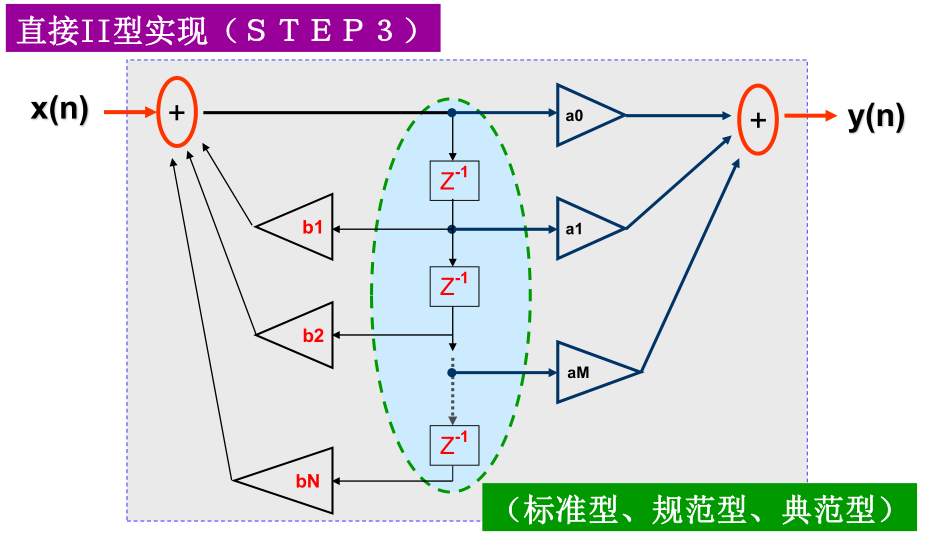 直接II型实现（ＳＴＥＰ３）
x(n) + a0 + y(n)
Z-1
b1 a1
Z-1
b2
aM
Z-1
bN
（标准型、规范型、典范型）